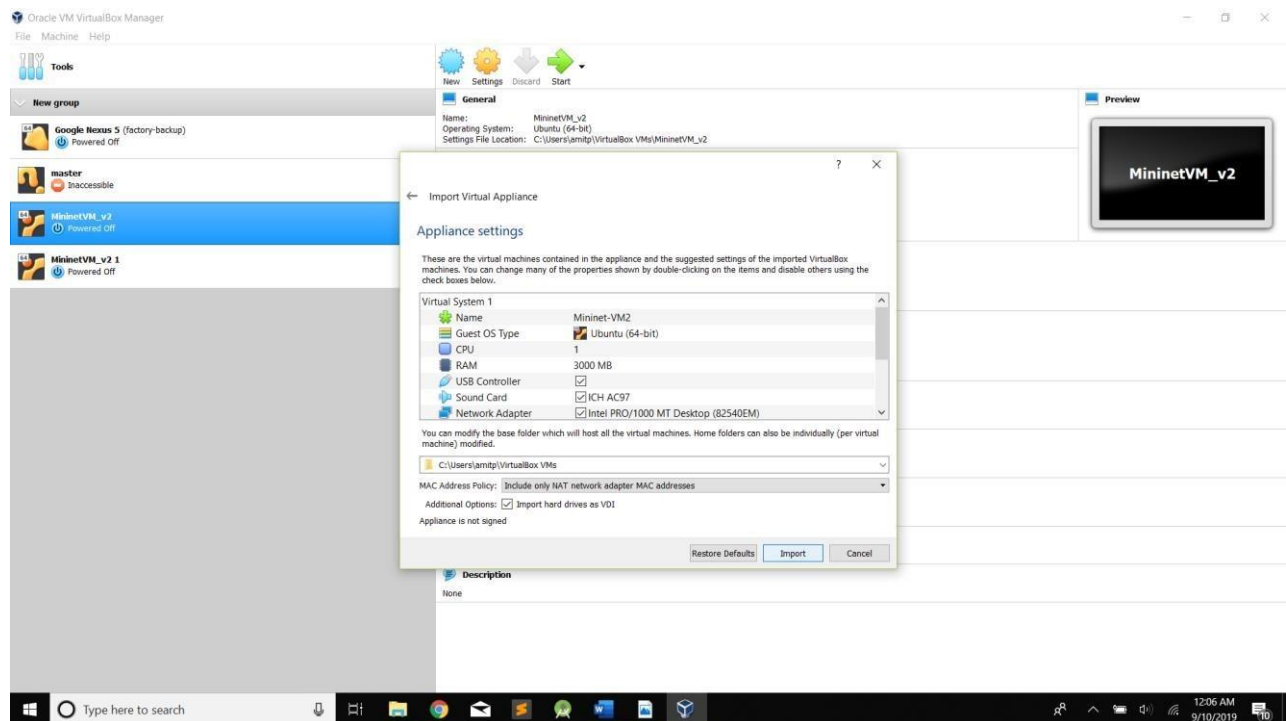 Oracle VM VirtualBox Manager
File Machine Help
Tools
New group
Google Nexus 5 (factory-backup)
Powered Off
master
Inaccessible
MininetVM_v2
Powered Off
MininetVM_v2 1
Powered Off
New Settings Discard Start
General
Name: MininetVM_v2
Operating System: Ubuntu (64-bit)
Settings File Location: C:\Users\amitp\VirtualBox VMs\MininetVM_v2
Preview
MininetVM_v2
?
Import Virtual Appliance
Appliance settings
These are the virtual machines contained in the appliance and the suggested settings of the imported VirtualBox
machines. You can change many of the properties shown by double-clicking on the items and disable others using the
check boxes below.
Virtual System 1
Name Mininet-VM2
Guest OS Type Ubuntu (64-bit)
CPU 1
RAM 3000 MB
USB Controller
Sound Card ICH AC97
Network Adapter Intel PRO/1000 MT Desktop (82540EM)
You can modify the base folder which will host all the virtual machines. Home folders can also be individually (per virtual
machine) modified.
C:\Users\amitp\VirtualBox VMs
MAC Address Policy: Include only NAT network adapter MAC addresses
Additional Options: Import hard drives as VDI
Appliance is not signed
Restore Defaults Import Cancel
Description
None
Type here to search
12:06 AM
9/10/2019